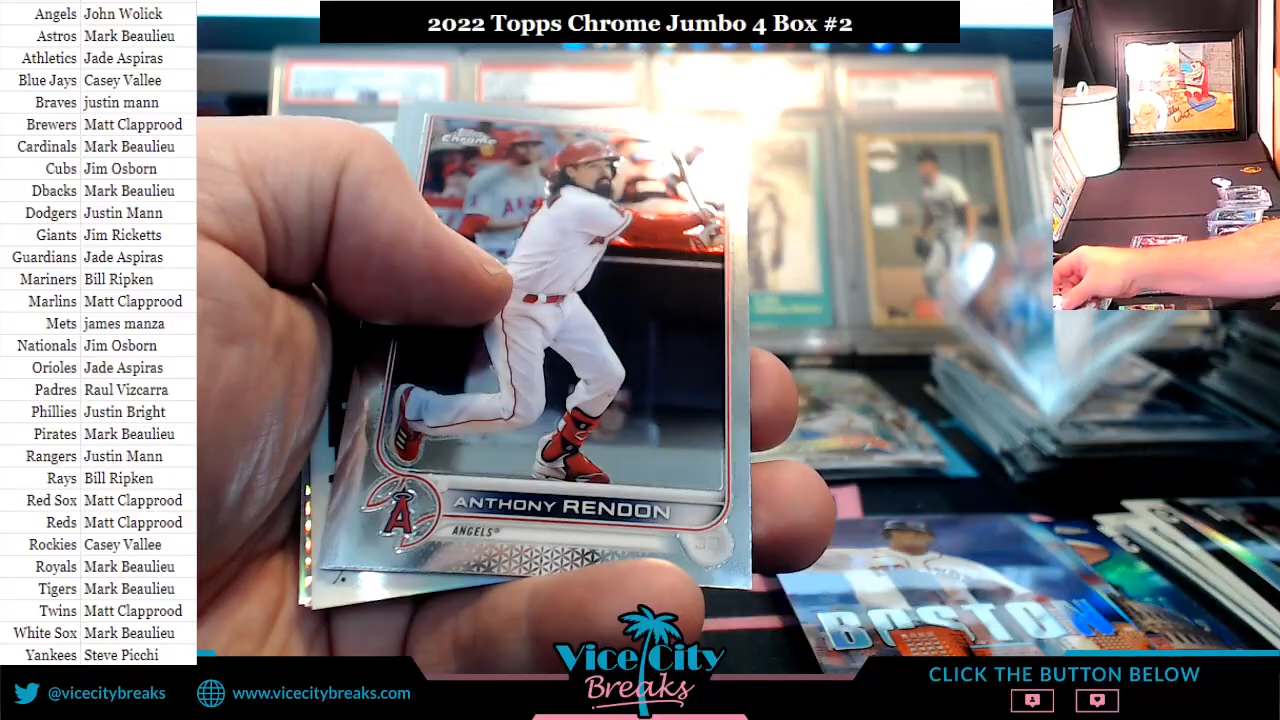 2022 Topps Chrome Jumbo 4 Box #2
Angels John Wolick
Astros Mark Beaulieu
Athletics Jade Aspiras
Blue Jays Casey Vallee
Braves justin mann
Brewers Matt Clapprood
Cardinals Mark Beaulieu
Cubs Jim Osborn
Dbacks Mark Beaulieu
Dodgers Justin Mann
Giants Jim Ricketts
Guardians Jade Aspiras
Mariners Bill Ripken
Marlins Matt Clapprood
Mets james manza
Nationals Jim Osborn
Orioles Jade Aspiras
Padres Raul Vizcarra
Phillies Justin Bright
Pirates Mark Beaulieu
Rangers Justin Mann
Rays Bill Ripken
Red Sox Matt Clapprood
Reds Matt Clapprood
Rockies Casey Vallee
Royals Mark Beaulieu
Tigers Mark Beaulieu
Twins Matt Clapprood
White Sox Mark Beaulieu
Yankees Steve Picchi
Topps
Chrome
ANTHONY RENDON
ANGELS®
BOSTON
@vicecitybreaks
www.vicecitybreaks.com
Vice City
Breaks
CLICK THE BUTTON BELOW